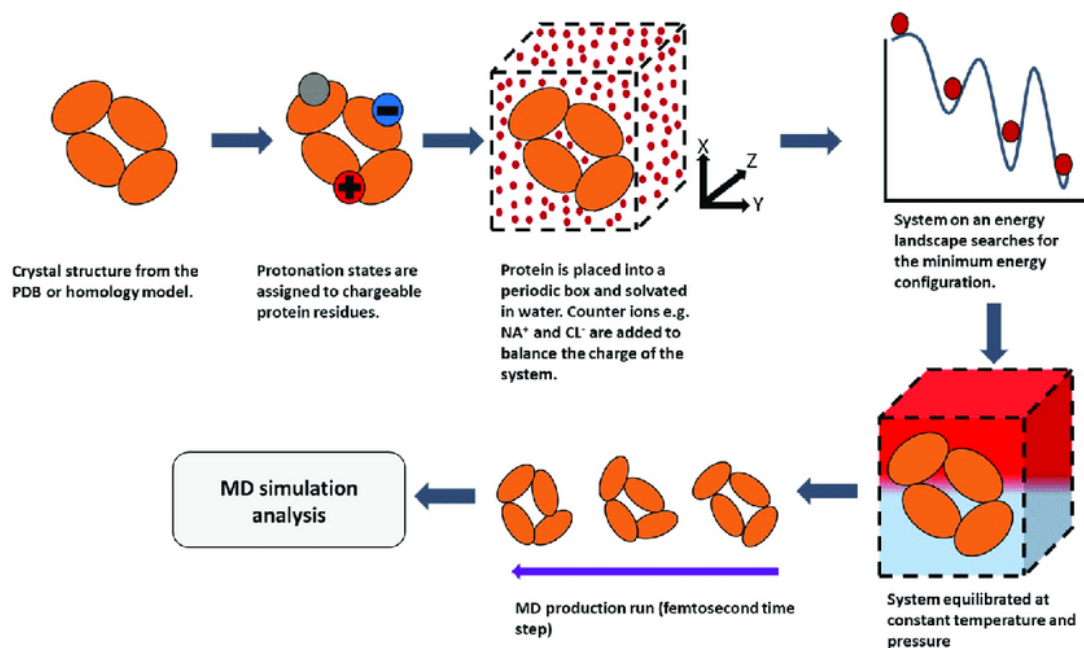 Crystal structure from the
PDB or homology model.
Protonation states are
assigned to chargeable
protein residues.
X
Z
Y
Protein is placed into a
periodic box and solvated
in water. Counter ions e.g.
NA⁺ and CL⁻ are added to
balance the charge of the
system.
System on an energy
landscape searches for
the minimum energy
configuration.
System equilibrated at
constant temperature and
pressure
MD production run (femtosecond time
step)
MD simulation
analysis